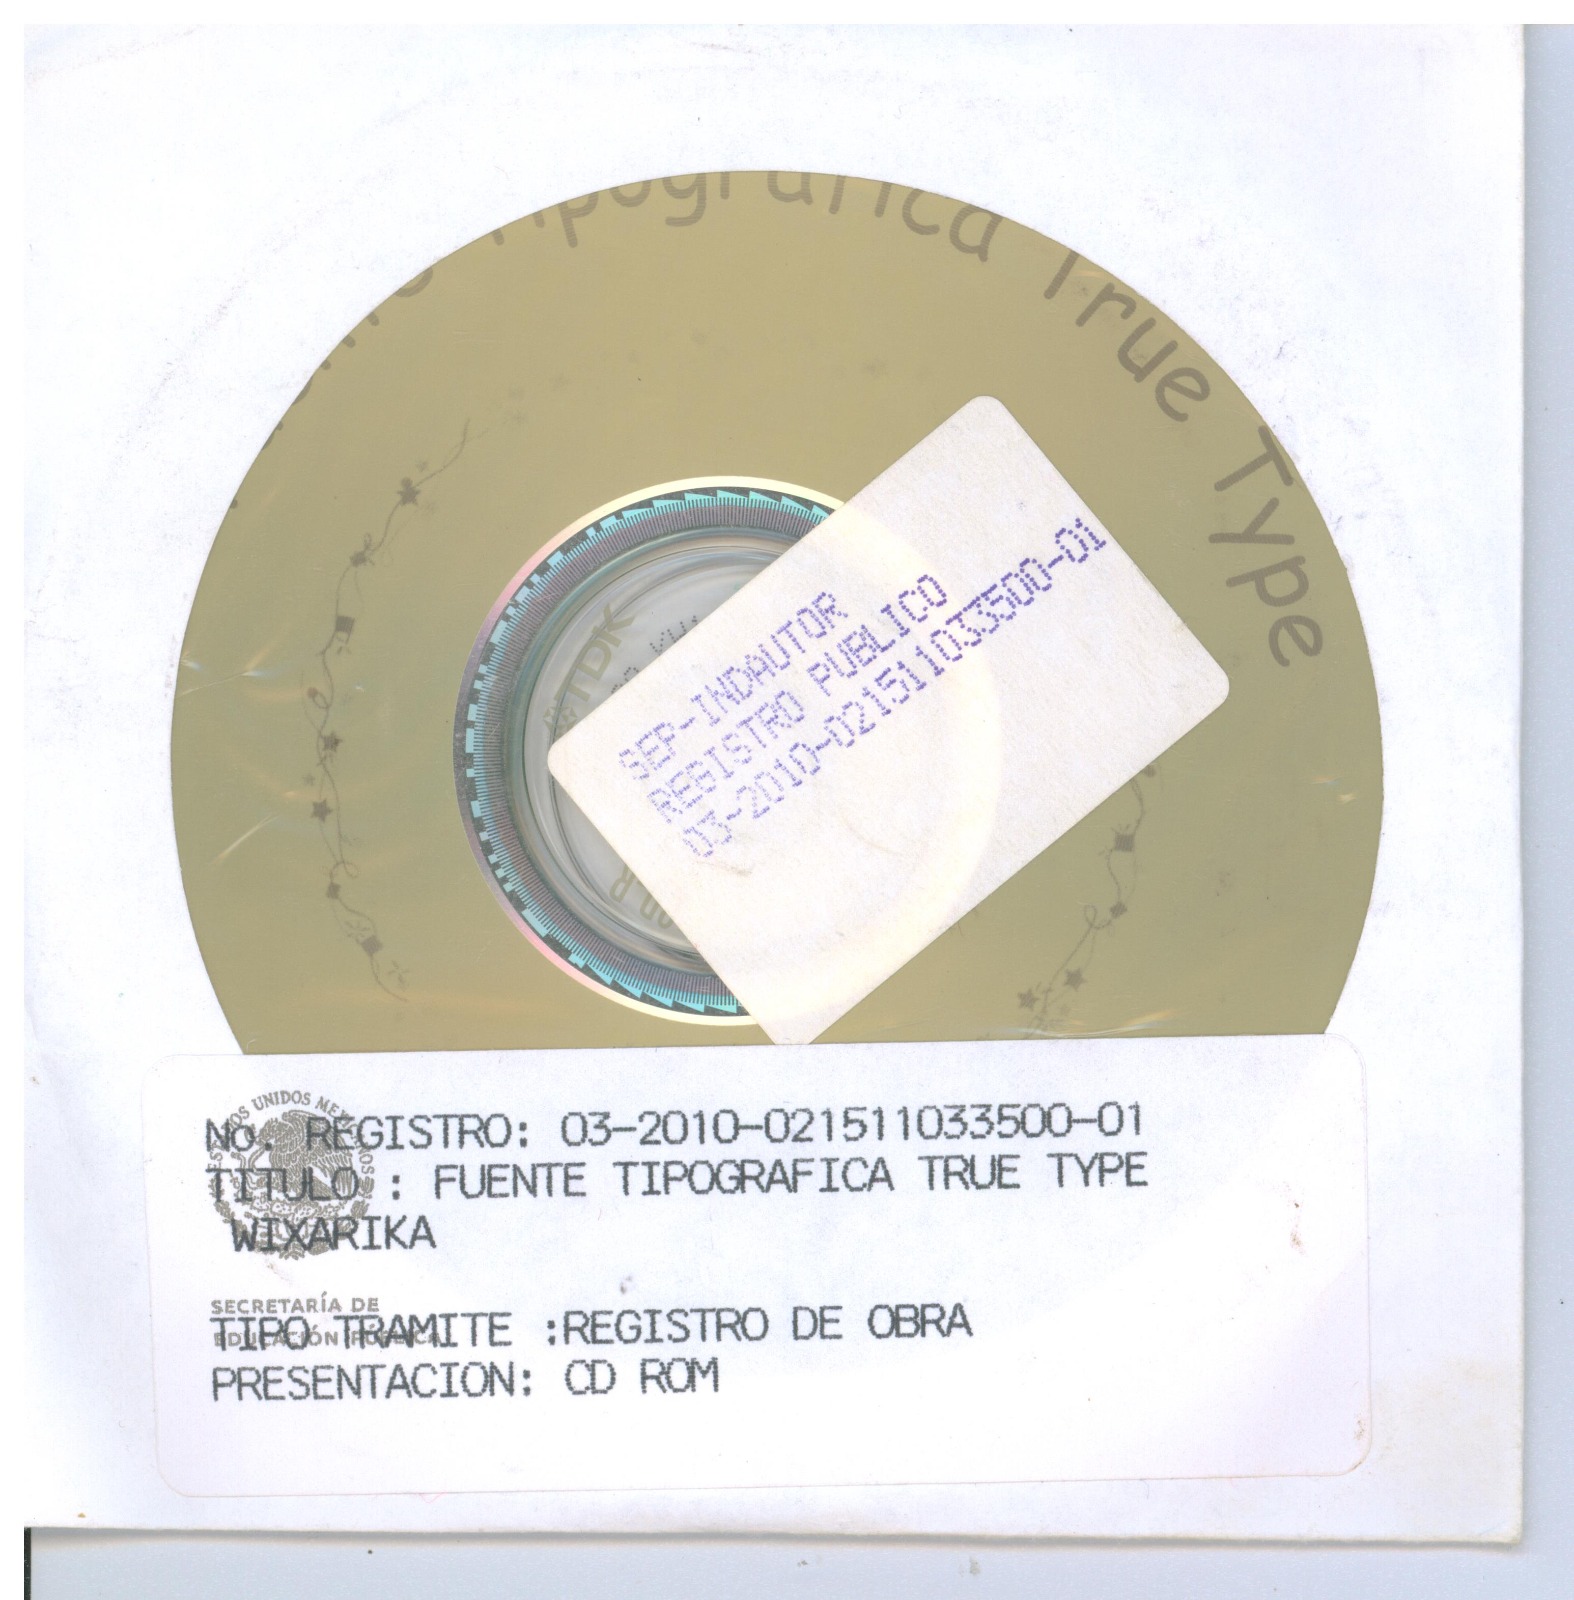 Tipografica True Type
TDK
SEP-INDAUTOR
REGISTRO PUBLICO
03-2010-021511033500-01
ESTADOS UNIDOS MEXICANOS
No. REGISTRO: 03-2010-021511033500-01
TITULO : FUENTE TIPOGRAFICA TRUE TYPE
WIXARIKA
SECRETARÍA DE
EDUCACIÓN PÚBLICA
TIPO TRAMITE :REGISTRO DE OBRA
PRESENTACION: CD ROM